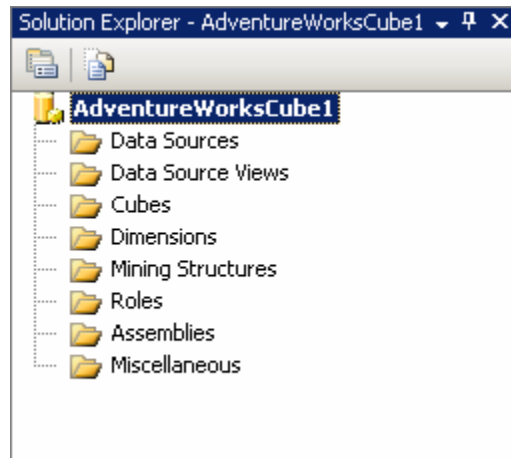 Solution Explorer - AdventureWorksCube1
AdventureWorksCube1
Data Sources
Data Source Views
Cubes
Dimensions
Mining Structures
Roles
Assemblies
Miscellaneous